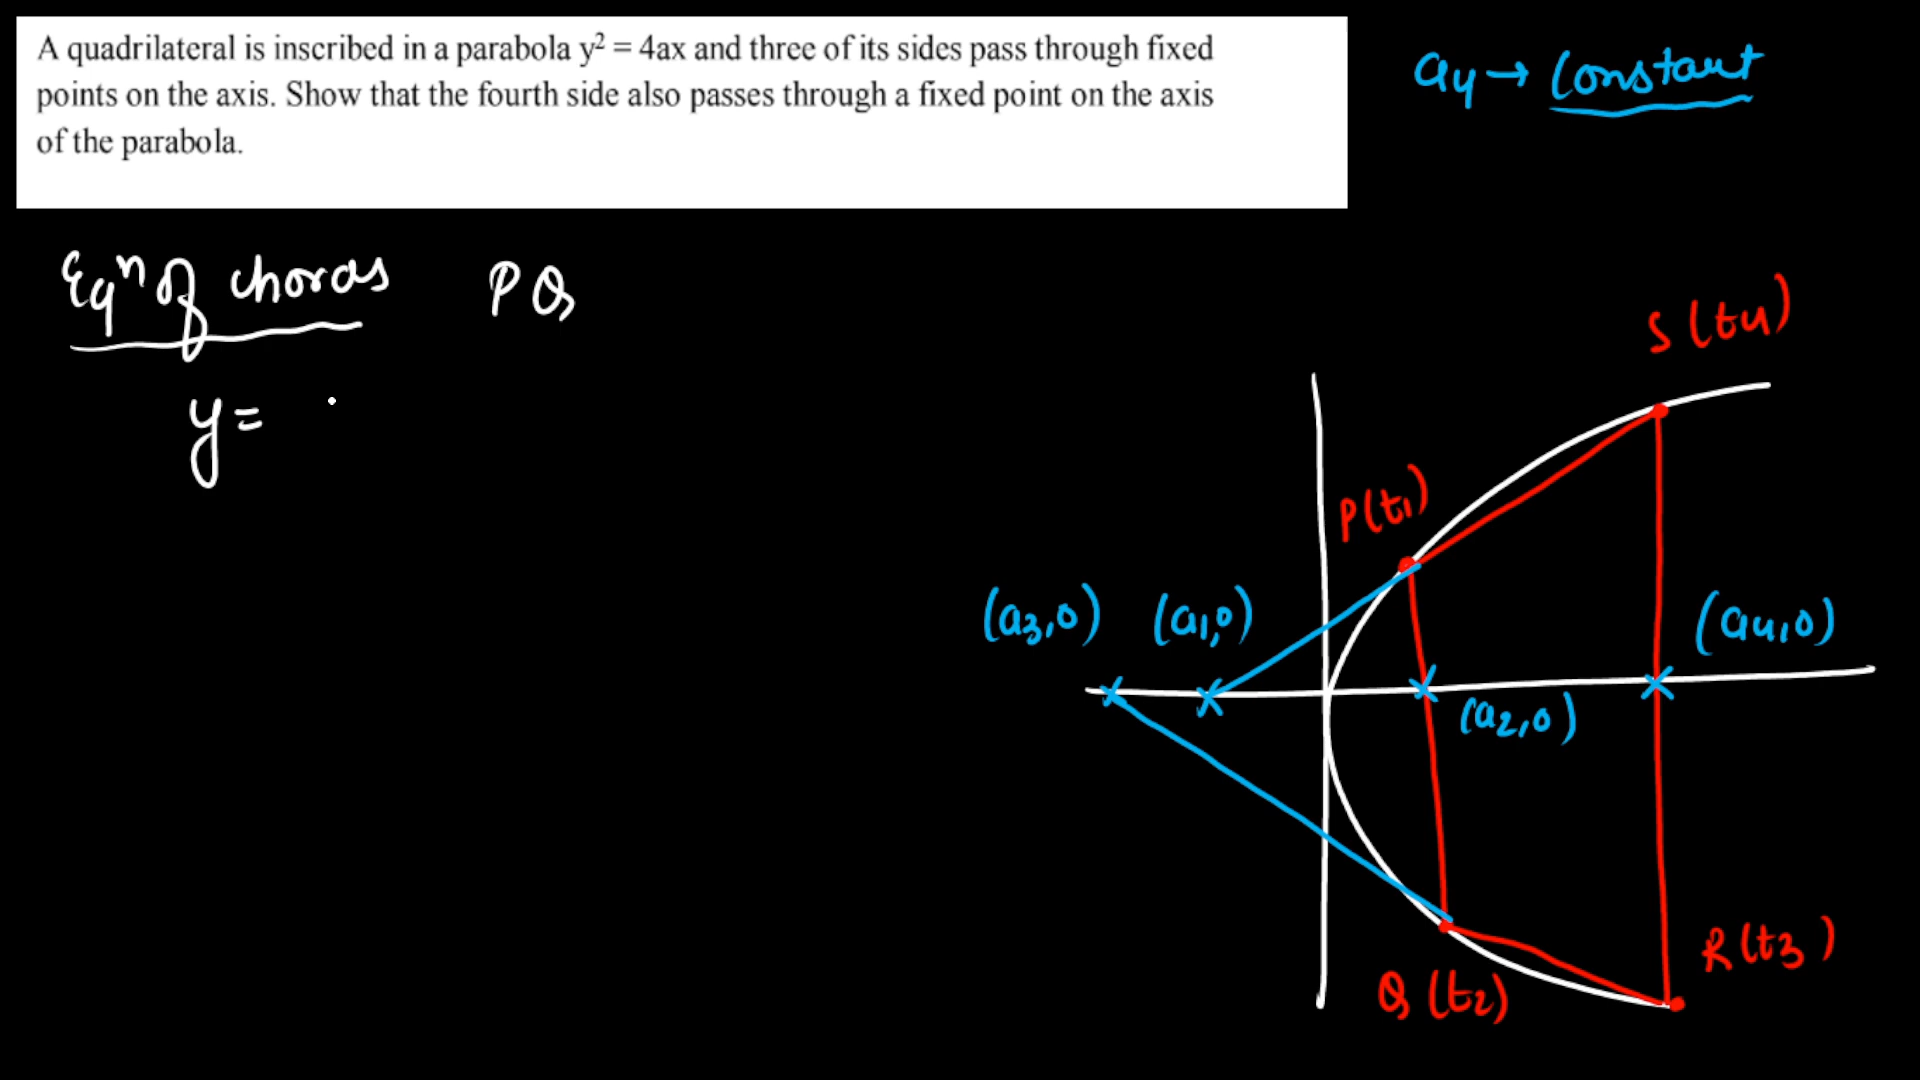 A quadrilateral is inscribed in a parabola y² = 4ax and three of its sides pass through fixed
points on the axis. Show that the fourth side also passes through a fixed point on the axis
of the parabola.
a₄ → Constant
Eqⁿ of chords PQ
y =
S(t₄)
P(t₁)
(a₃,0) (a₁,0) (a₄,0)
(a₂,0)
R(t₃)
Q(t₂)